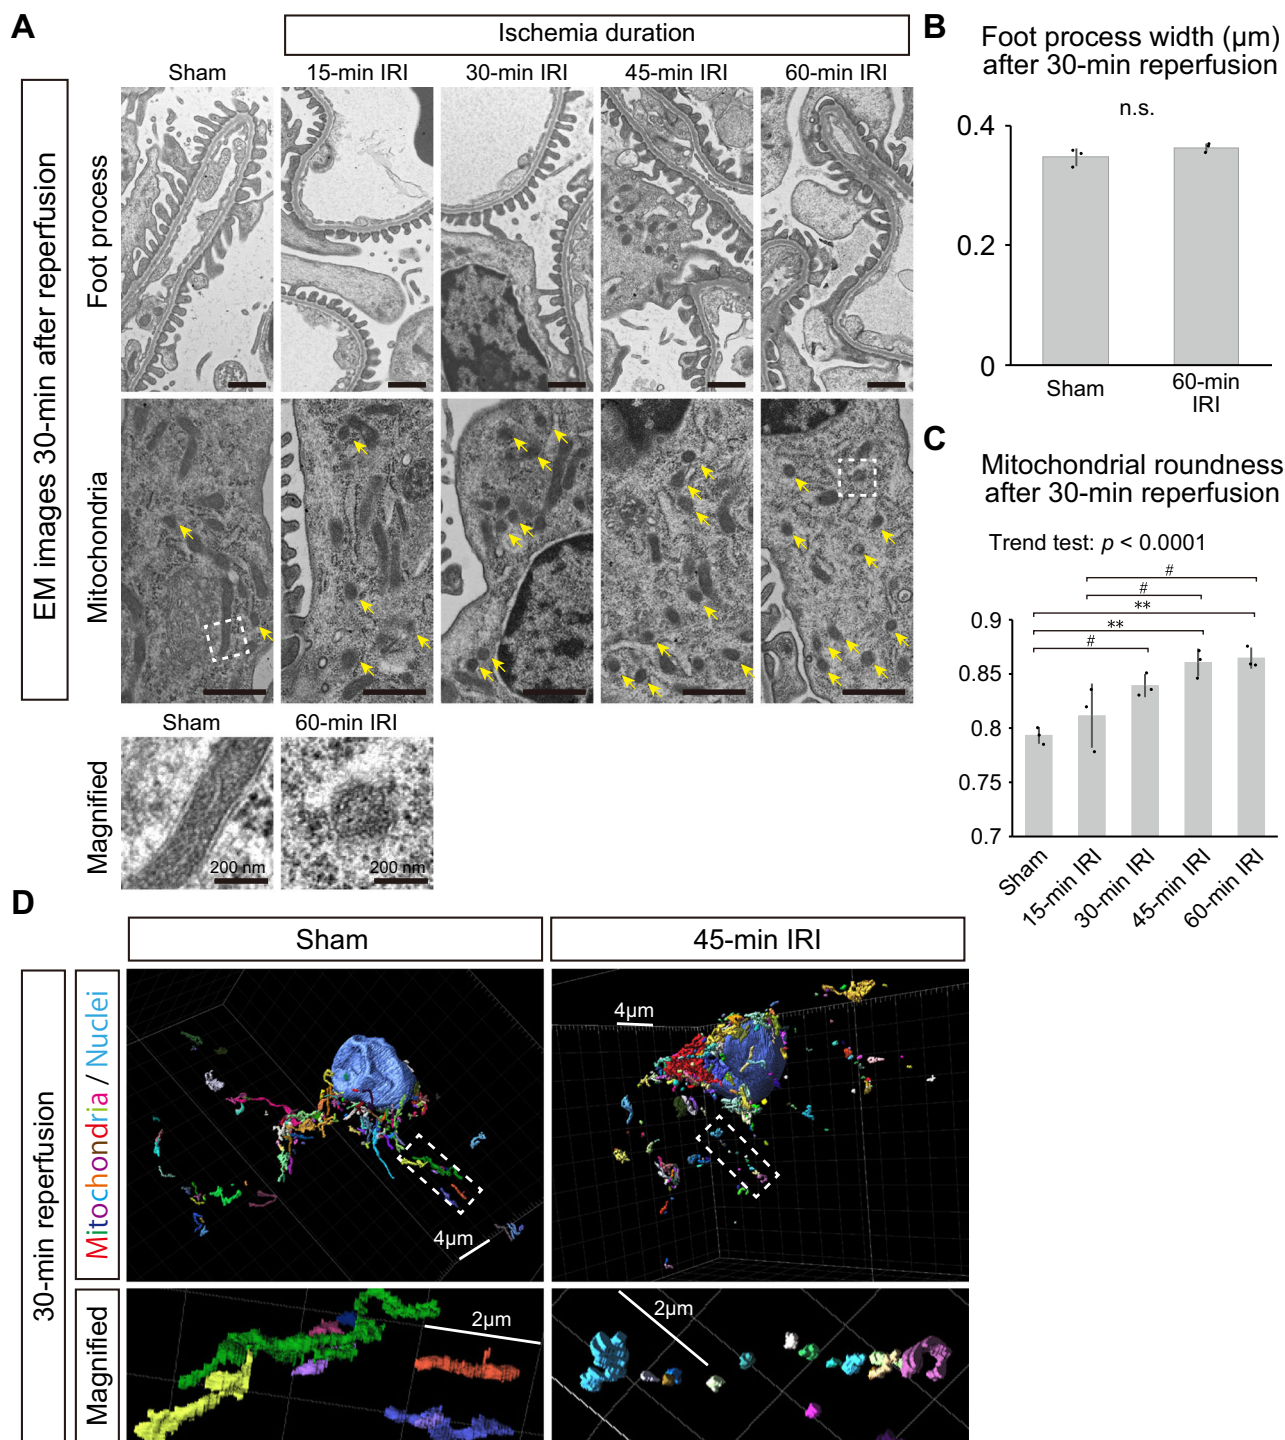 A
Ischemia duration
Sham
15-min IRI
30-min IRI
45-min IRI
60-min IRI
EM images 30-min after reperfusion
Foot process
Mitochondria
Sham
60-min IRI
Magnified
200 nm
200 nm
B
Foot process width (μm)
after 30-min reperfusion
n.s.
0.4
0.2
0
Sham
60-min
IRI
C
Mitochondrial roundness
after 30-min reperfusion
Trend test: p < 0.0001
#
#
**
**
#
0.9
0.85
0.8
0.75
0.7
Sham
15-min IRI
30-min IRI
45-min IRI
60-min IRI
D
Sham
45-min IRI
30-min reperfusion
Mitochondria / Nuclei
4μm
4μm
Magnified
2μm
2μm